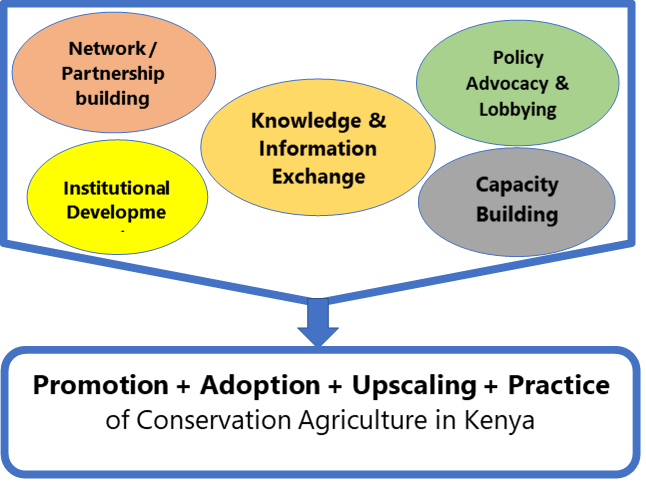 Network /
Partnership
building
Policy
Advocacy &
Lobbying
Knowledge &
Information
Exchange
Institutional
Developme
Capacity
Building
Promotion + Adoption + Upscaling + Practice
of Conservation Agriculture in Kenya